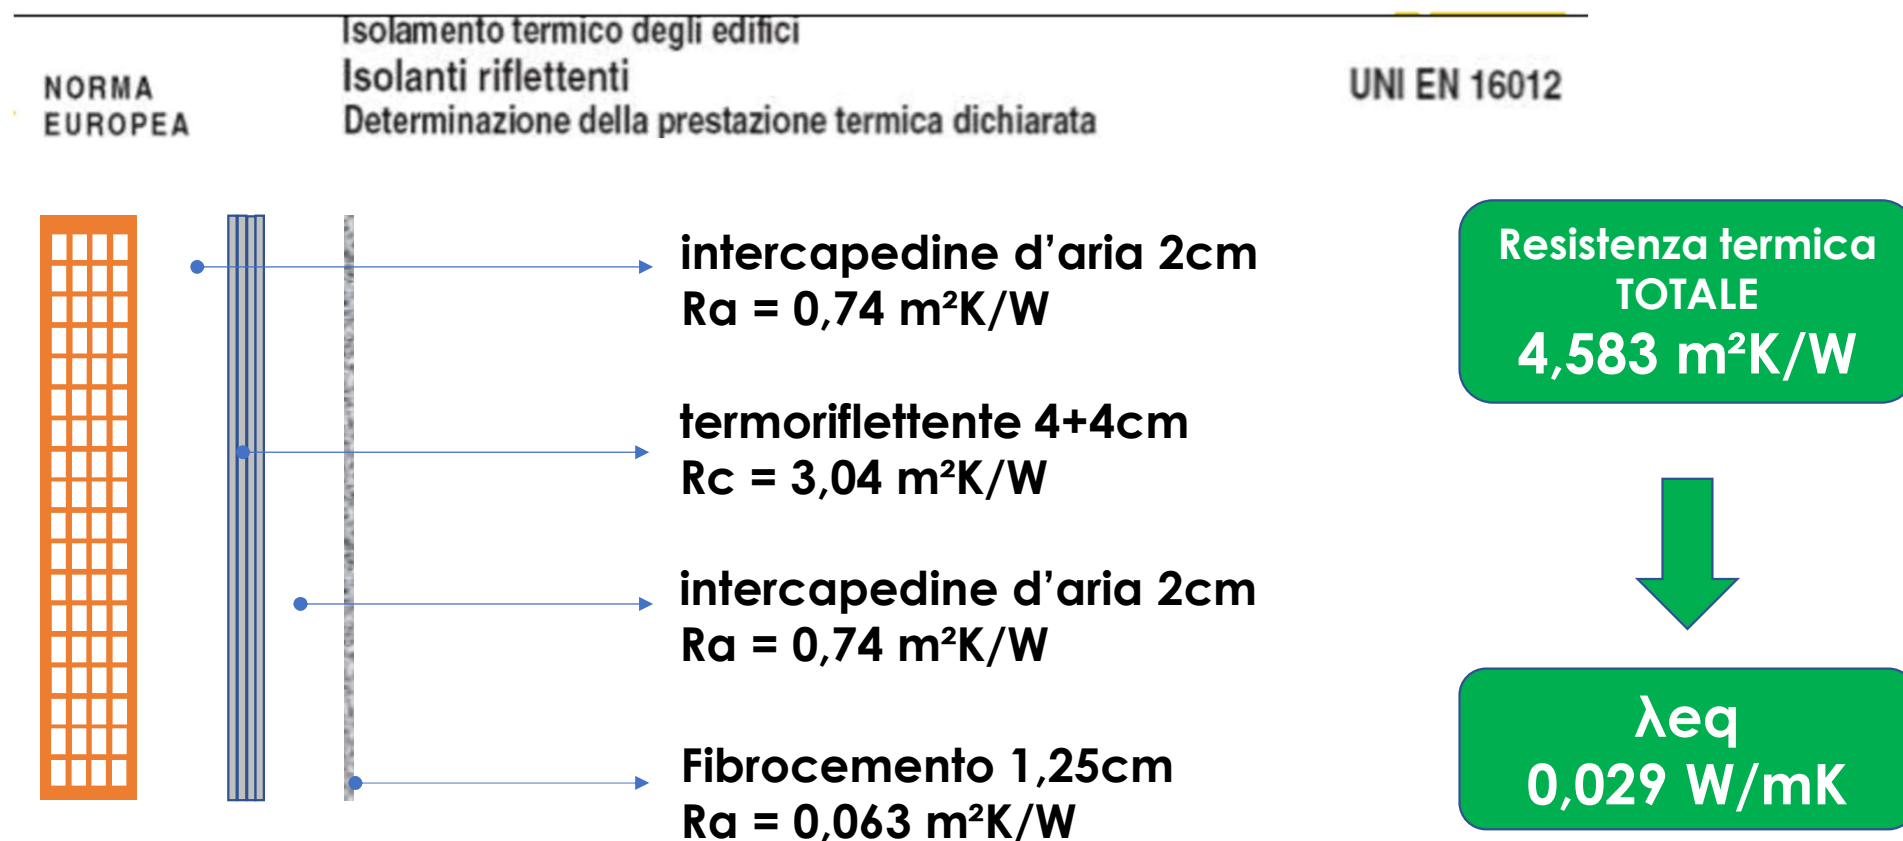 Isolamento termico degli edifici
NORMA
EUROPEA
Isolanti riflettenti
Determinazione della prestazione termica dichiarata
UNI EN 16012
intercapedine d'aria 2cm
Ra = 0,74 m²K/W
termoriflettente 4+4cm
Rc = 3,04 m²K/W
intercapedine d'aria 2cm
Ra = 0,74 m²K/W
Fibrocemento 1,25cm
Ra = 0,063 m²K/W
Resistenza termica
TOTALE
4,583 m²K/W
λeq
0,029 W/mK